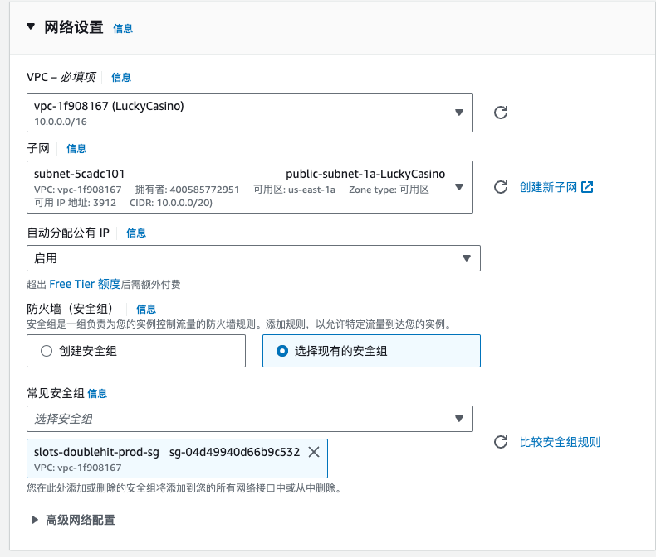 ▼ 网络设置 信息
VPC – 必填项 信息
vpc-1f908167 (LuckyCasino)
10.0.0.0/16
子网 信息
subnet-5cadc101 public-subnet-1a-LuckyCasino
VPC: vpc-1f908167 拥有者: 400585772951 可用区: us-east-1a Zone type: 可用区
可用 IP 地址: 3912 CIDR: 10.0.0.0/20)
创建新子网
自动分配公有 IP 信息
启用
超出 Free Tier 额度后需额外付费
防火墙（安全组） 信息
安全组是一组负责为您的实例控制流量的防火墙规则。添加规则，以允许特定流量到达您的实例。
创建安全组 选择现有的安全组
常见安全组 信息
选择安全组
slots-doublehit-prod-sg sg-04d49940d66b9c532
VPC: vpc-1f908167
比较安全组规则
您在此处添加或删除的安全组将添加到您的所有网络接口中或从中删除。
▶ 高级网络配置